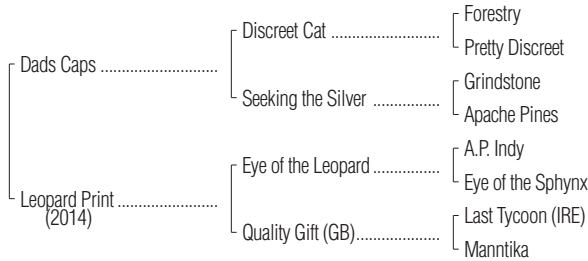 Forestry
Discreet Cat ....................
Pretty Discreet
Dads Caps .....................
Grindstone
Seeking the Silver ............
Apache Pines
A.P. Indy
Eye of the Leopard .............
Eye of the Sphynx
Leopard Print ..................
(2014)
Last Tycoon (IRE)
Quality Gift (GB)...............
Manntika